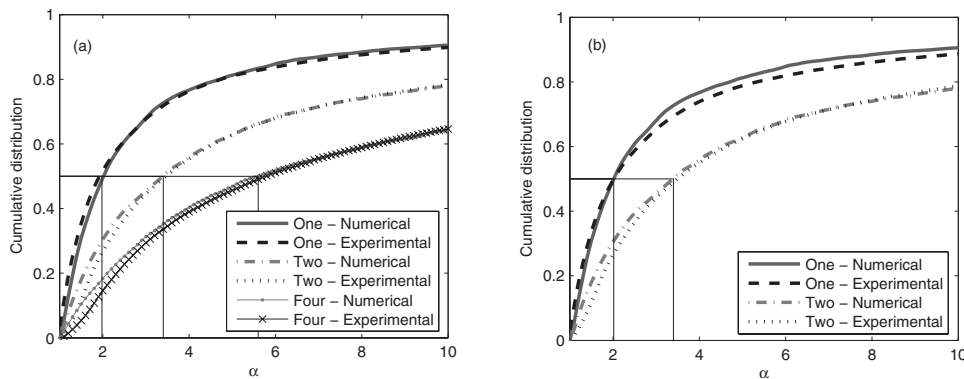 (a)
Cumulative distribution
1
0.8
0.6
0.4
0.2
0
2
4
6
8
10
α
One – Numerical
One – Experimental
Two – Numerical
Two – Experimental
Four – Numerical
Four – Experimental
(b)
Cumulative distribution
1
0.8
0.6
0.4
0.2
0
2
4
6
8
10
α
One – Numerical
One – Experimental
Two – Numerical
Two – Experimental